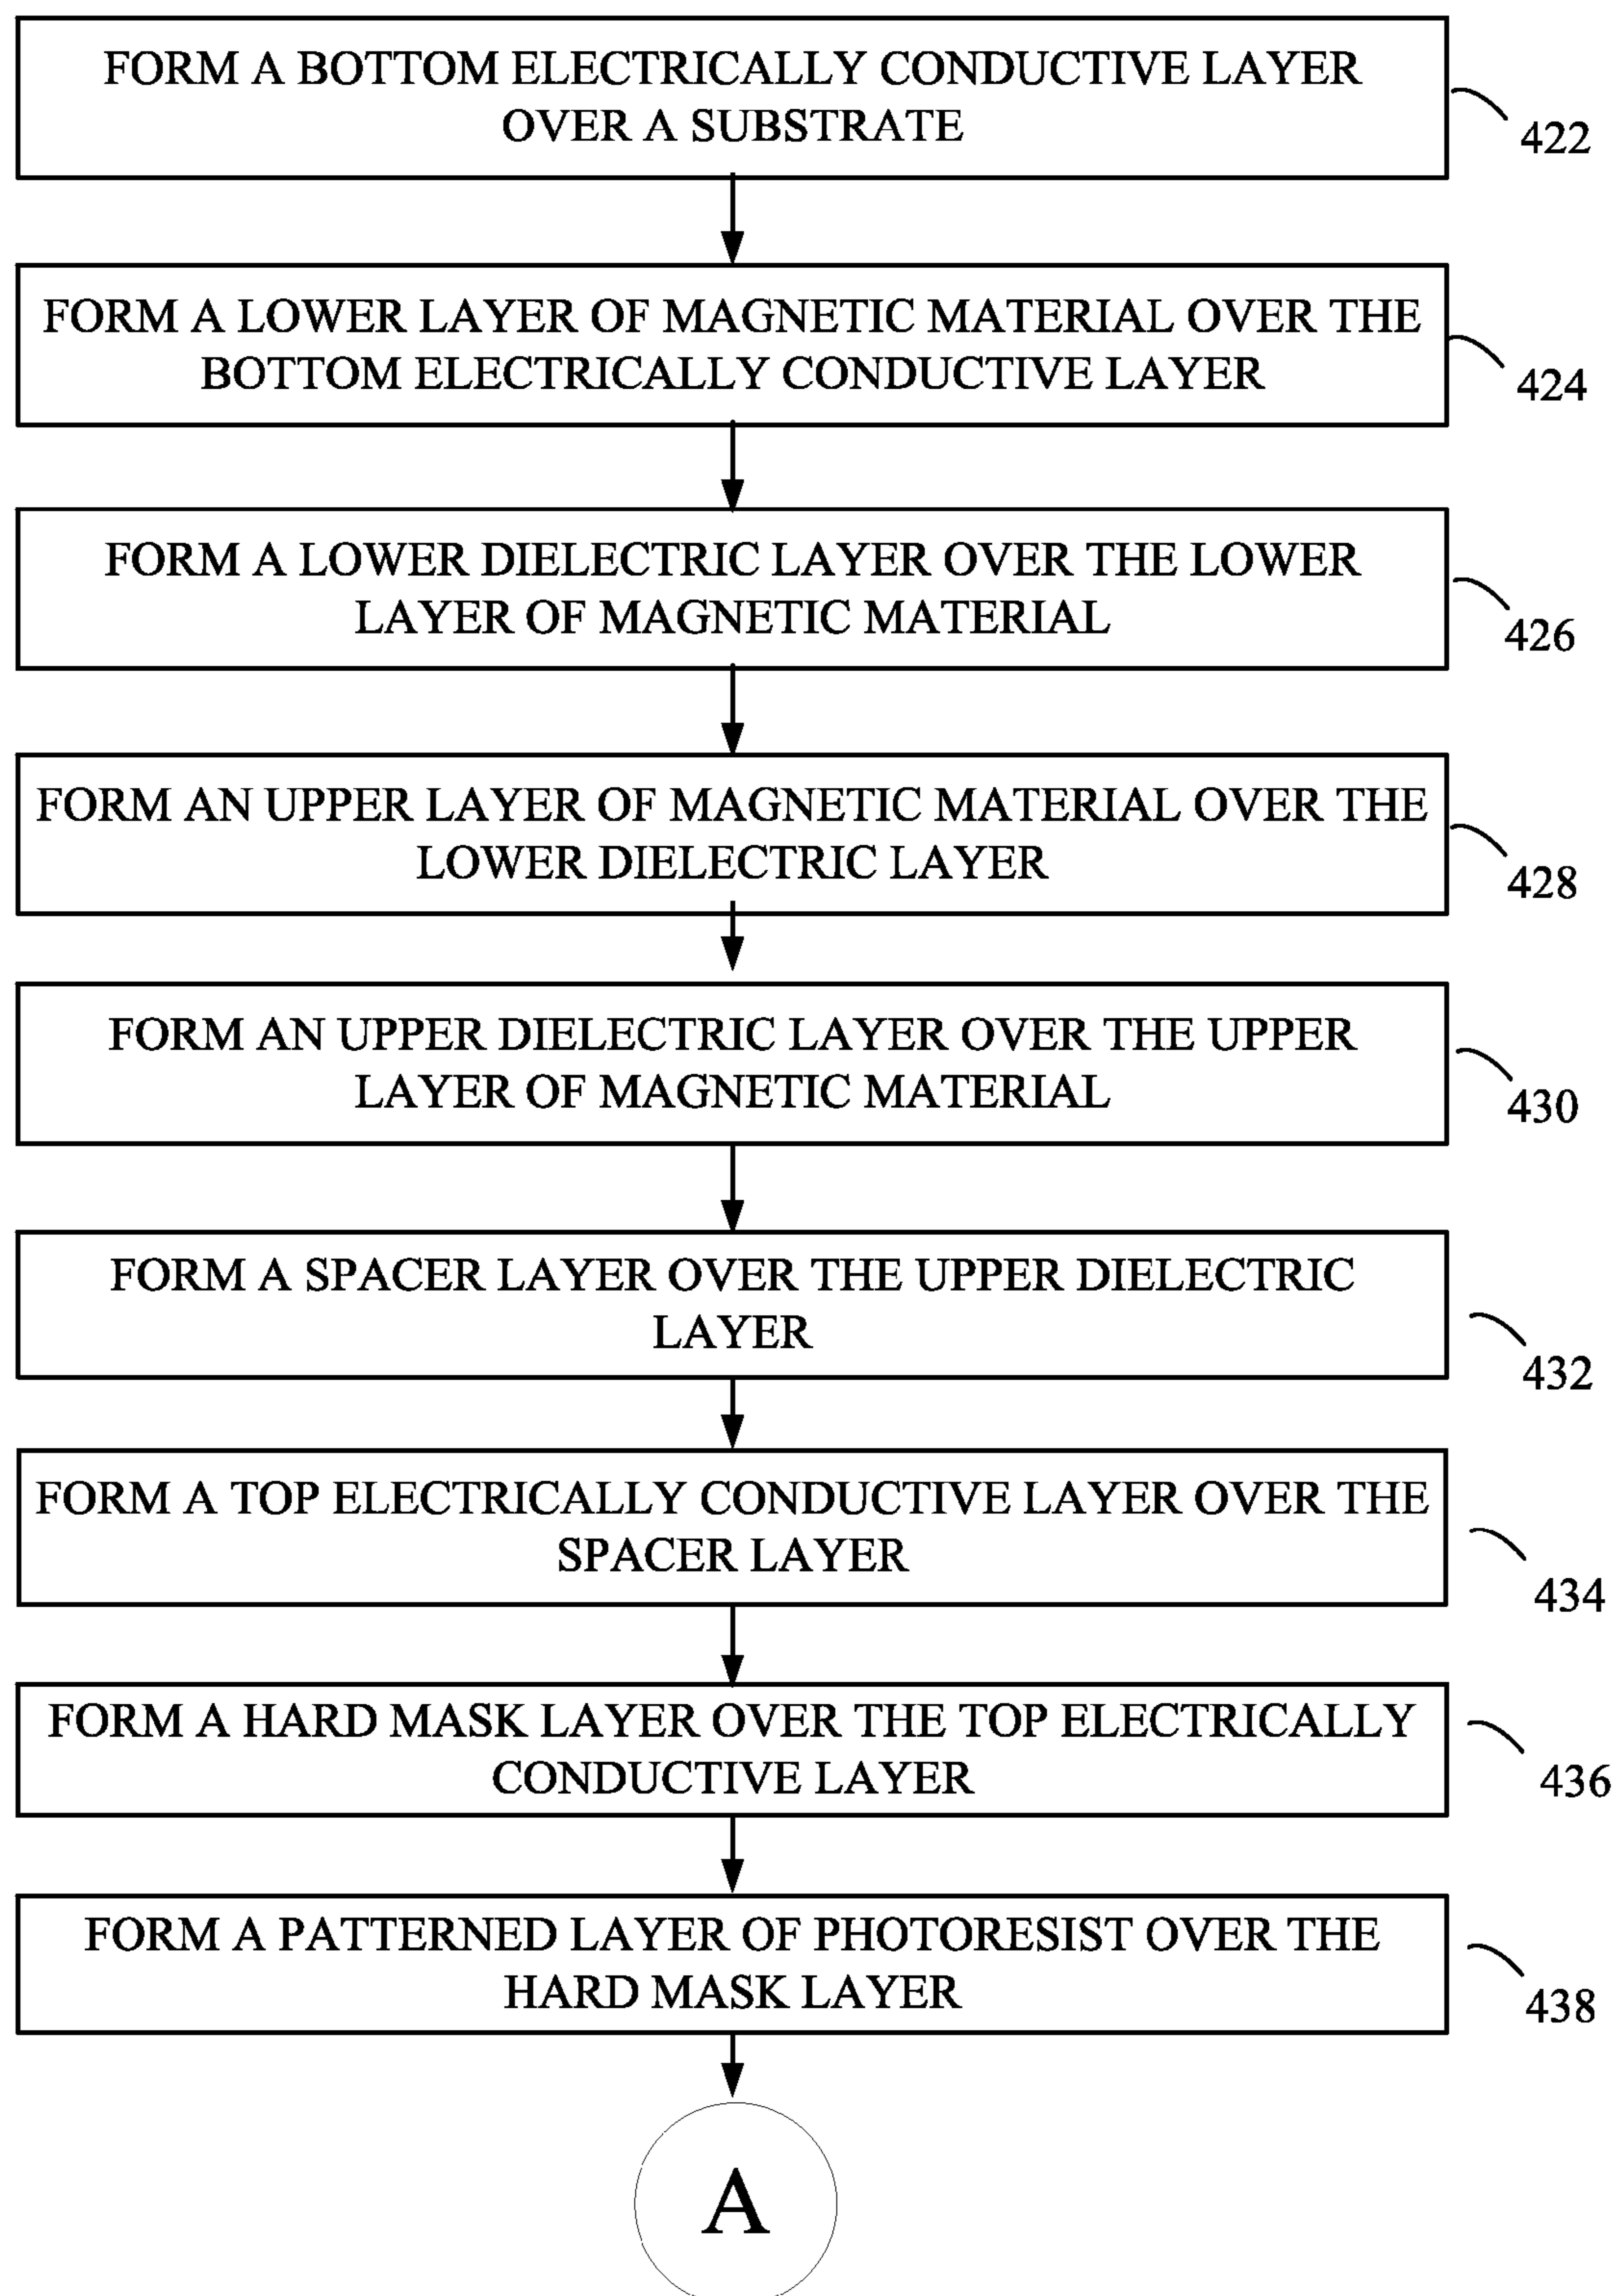 FORM A BOTTOM ELECTRICALLY CONDUCTIVE LAYER
OVER A SUBSTRATE
422
FORM A LOWER LAYER OF MAGNETIC MATERIAL OVER THE
BOTTOM ELECTRICALLY CONDUCTIVE LAYER
424
FORM A LOWER DIELECTRIC LAYER OVER THE LOWER
LAYER OF MAGNETIC MATERIAL
426
FORM AN UPPER LAYER OF MAGNETIC MATERIAL OVER THE
LOWER DIELECTRIC LAYER
428
FORM AN UPPER DIELECTRIC LAYER OVER THE UPPER
LAYER OF MAGNETIC MATERIAL
430
FORM A SPACER LAYER OVER THE UPPER DIELECTRIC
LAYER
432
FORM A TOP ELECTRICALLY CONDUCTIVE LAYER OVER THE
SPACER LAYER
434
FORM A HARD MASK LAYER OVER THE TOP ELECTRICALLY
CONDUCTIVE LAYER
436
FORM A PATTERNED LAYER OF PHOTORESIST OVER THE
HARD MASK LAYER
438
A